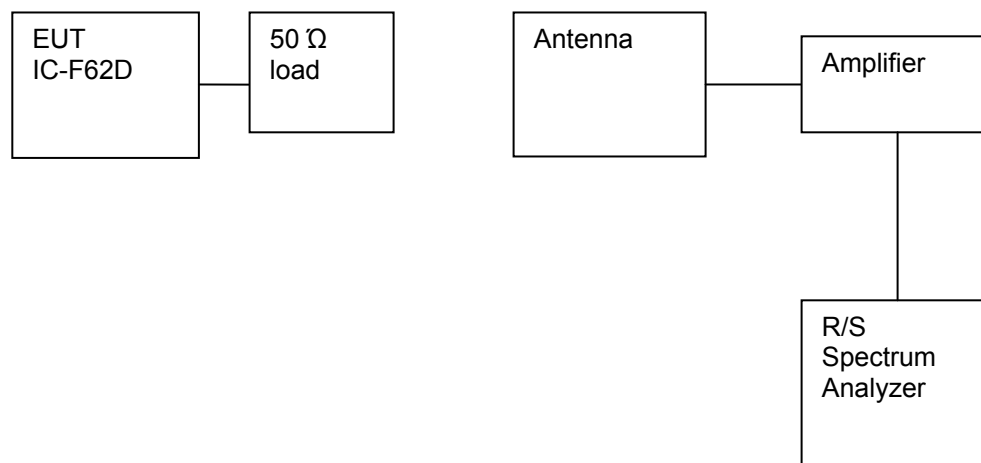 EUT
IC-F62D
50 Ώ
load
Antenna
Amplifier
R/S
Spectrum
Analyzer